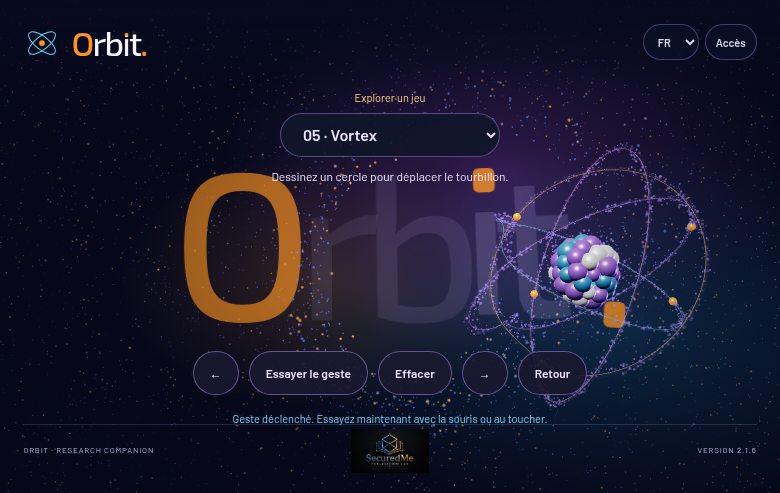 Orbit.
FR
Accès
Explorer un jeu
05 · Vortex
Dessinez un cercle pour déplacer le tourbillon.
Orbit
←
Essayer le geste
Effacer
→
Retour
Geste déclenché. Essayez maintenant avec la souris ou au toucher.
ORBIT · RESEARCH COMPANION
SecuredMe
VERSION 2.1.6